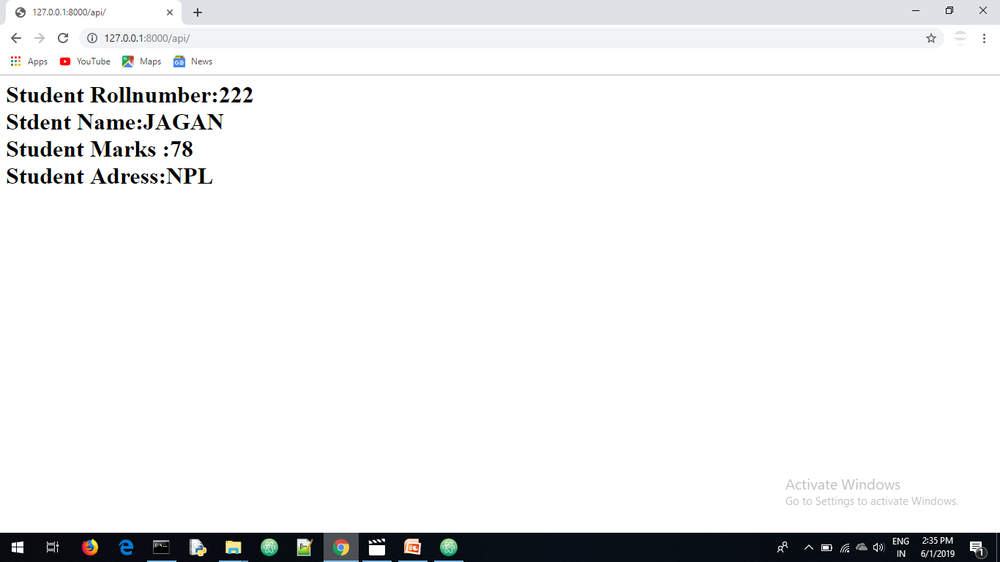 127.0.0.1:8000/api/
127.0.0.1:8000/api/
Apps YouTube Maps News
Student Rollnumber:222
Stdent Name:JAGAN
Student Marks :78
Student Adress:NPL
Activate Windows
Go to Settings to activate Windows.
ENG 2:35 PM
IN 6/1/2019
1